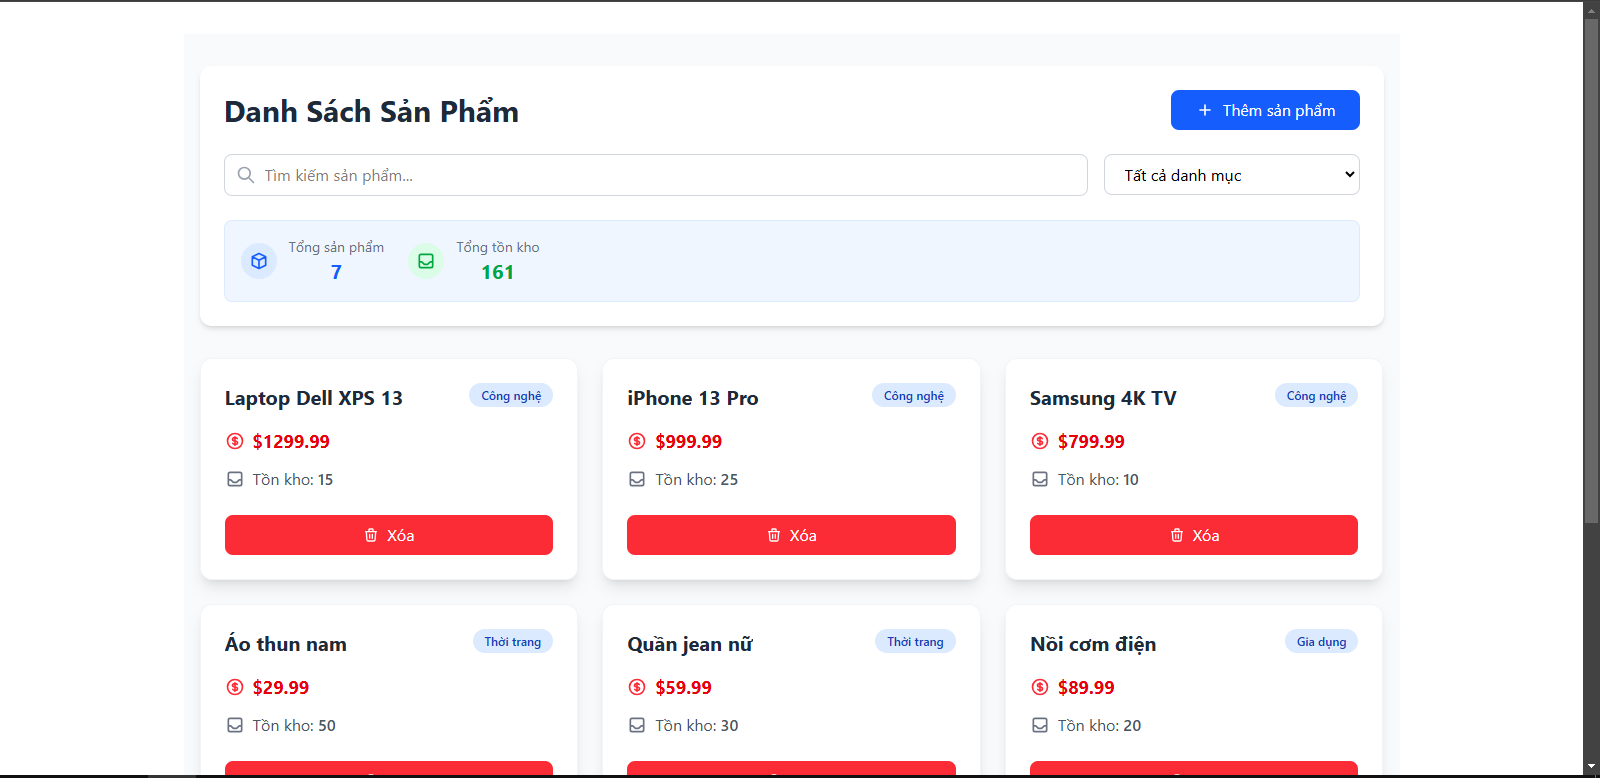 Danh Sách Sản Phẩm
Thêm sản phẩm
Tìm kiếm sản phẩm...
Tất cả danh mục
Tổng sản phẩm
7
Tổng tồn kho
161
Laptop Dell XPS 13
Công nghệ
$1299.99
Tồn kho: 15
Xóa
iPhone 13 Pro
Công nghệ
$999.99
Tồn kho: 25
Xóa
Samsung 4K TV
Công nghệ
$799.99
Tồn kho: 10
Xóa
Áo thun nam
Thời trang
$29.99
Tồn kho: 50
Quần jean nữ
Thời trang
$59.99
Tồn kho: 30
Nồi cơm điện
Gia dụng
$89.99
Tồn kho: 20